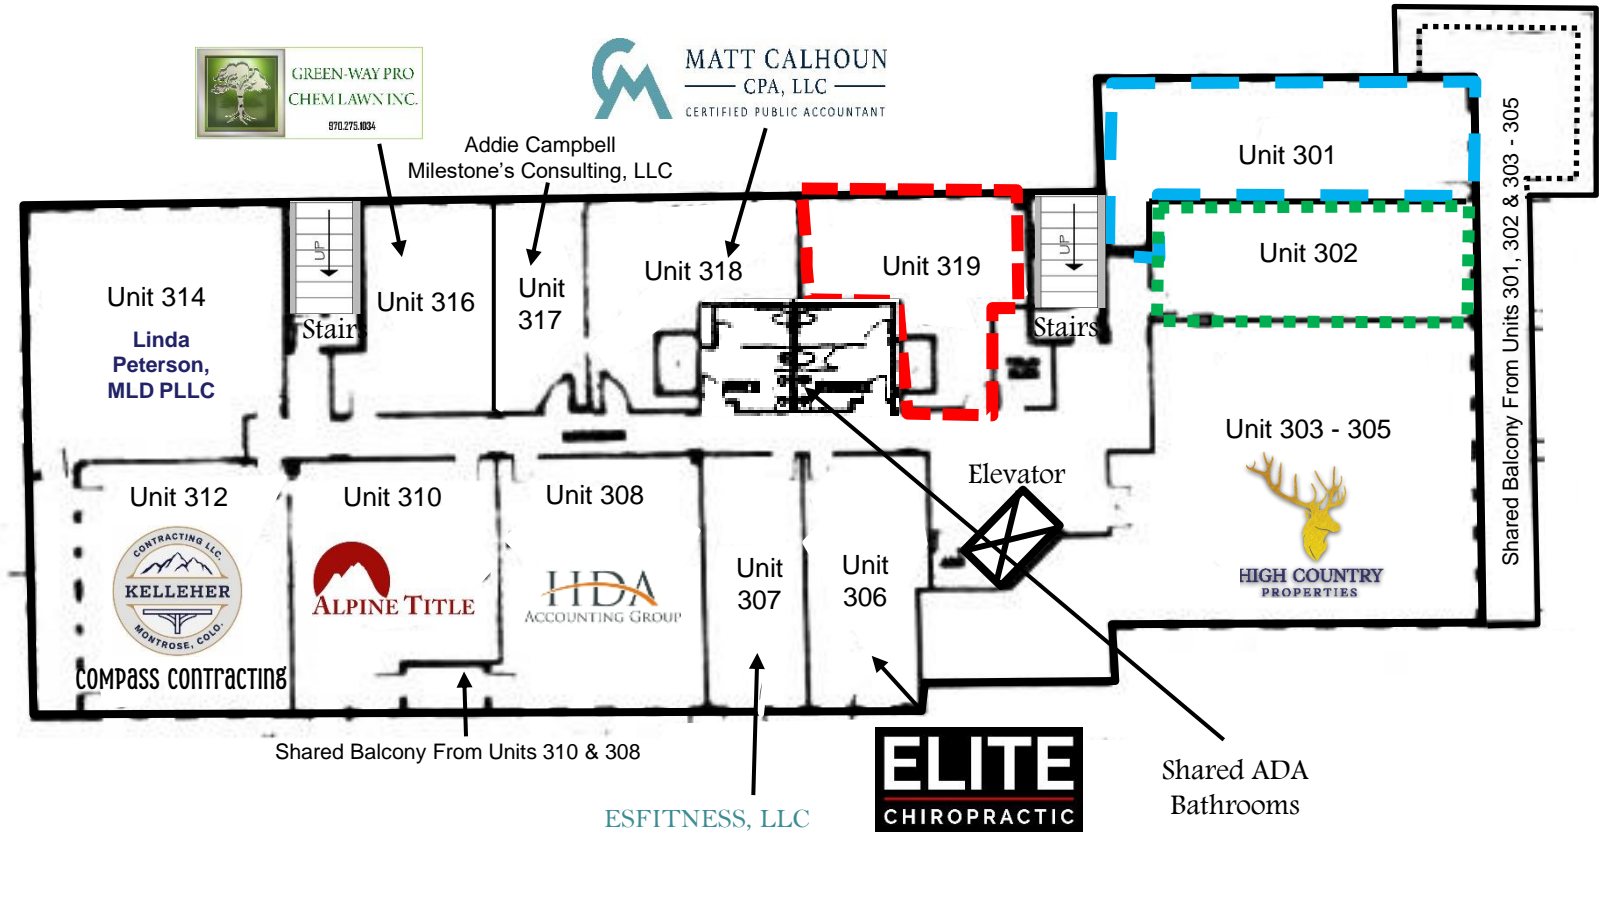 GREEN-WAY PRO
CHEM LAWN INC.
970.275.1034
MATT CALHOUN
CPA, LLC
CERTIFIED PUBLIC ACCOUNTANT
Addie Campbell
Milestone's Consulting, LLC
Unit 301
Unit 302
Shared Balcony From Units 301, 302 & 303 - 305
UP
UP
Unit 314
Linda
Peterson,
MLD PLLC
Stairs
Unit 316
Unit
317
Unit 318
Unit 319
Stairs
Unit 303 - 305
HIGH COUNTRY
PROPERTIES
Elevator
Unit 312
CONTRACTING LLC.
KELLEHER
MONTROSE, COLO.
COMPASS CONTRACTING
Unit 310
ALPINE TITLE
Unit 308
HDA
ACCOUNTING GROUP
Unit
307
Unit
306
Shared Balcony From Units 310 & 308
ESFITNESS, LLC
ELITE
CHIROPRACTIC
Shared ADA
Bathrooms